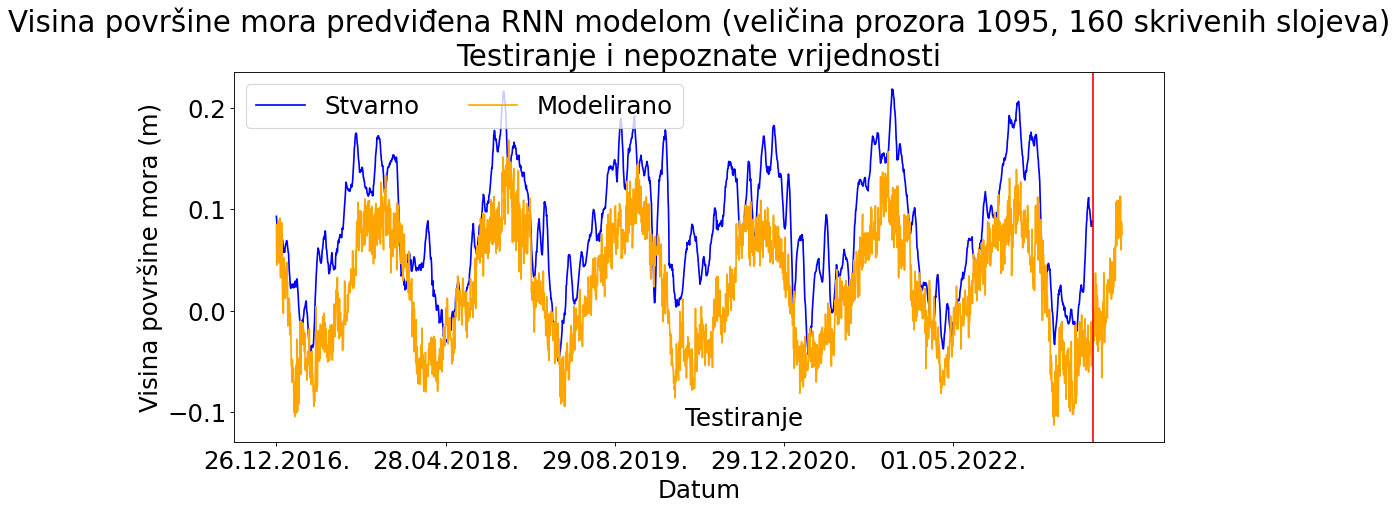 Visina površine mora predviđena RNN modelom (veličina prozora 1095, 160 skrivenih slojeva)
Testiranje i nepoznate vrijednosti
Stvarno Modelirano
Visina površine mora (m)
0.2
0.1
0.0
−0.1
Testiranje
26.12.2016. 28.04.2018. 29.08.2019. 29.12.2020. 01.05.2022.
Datum